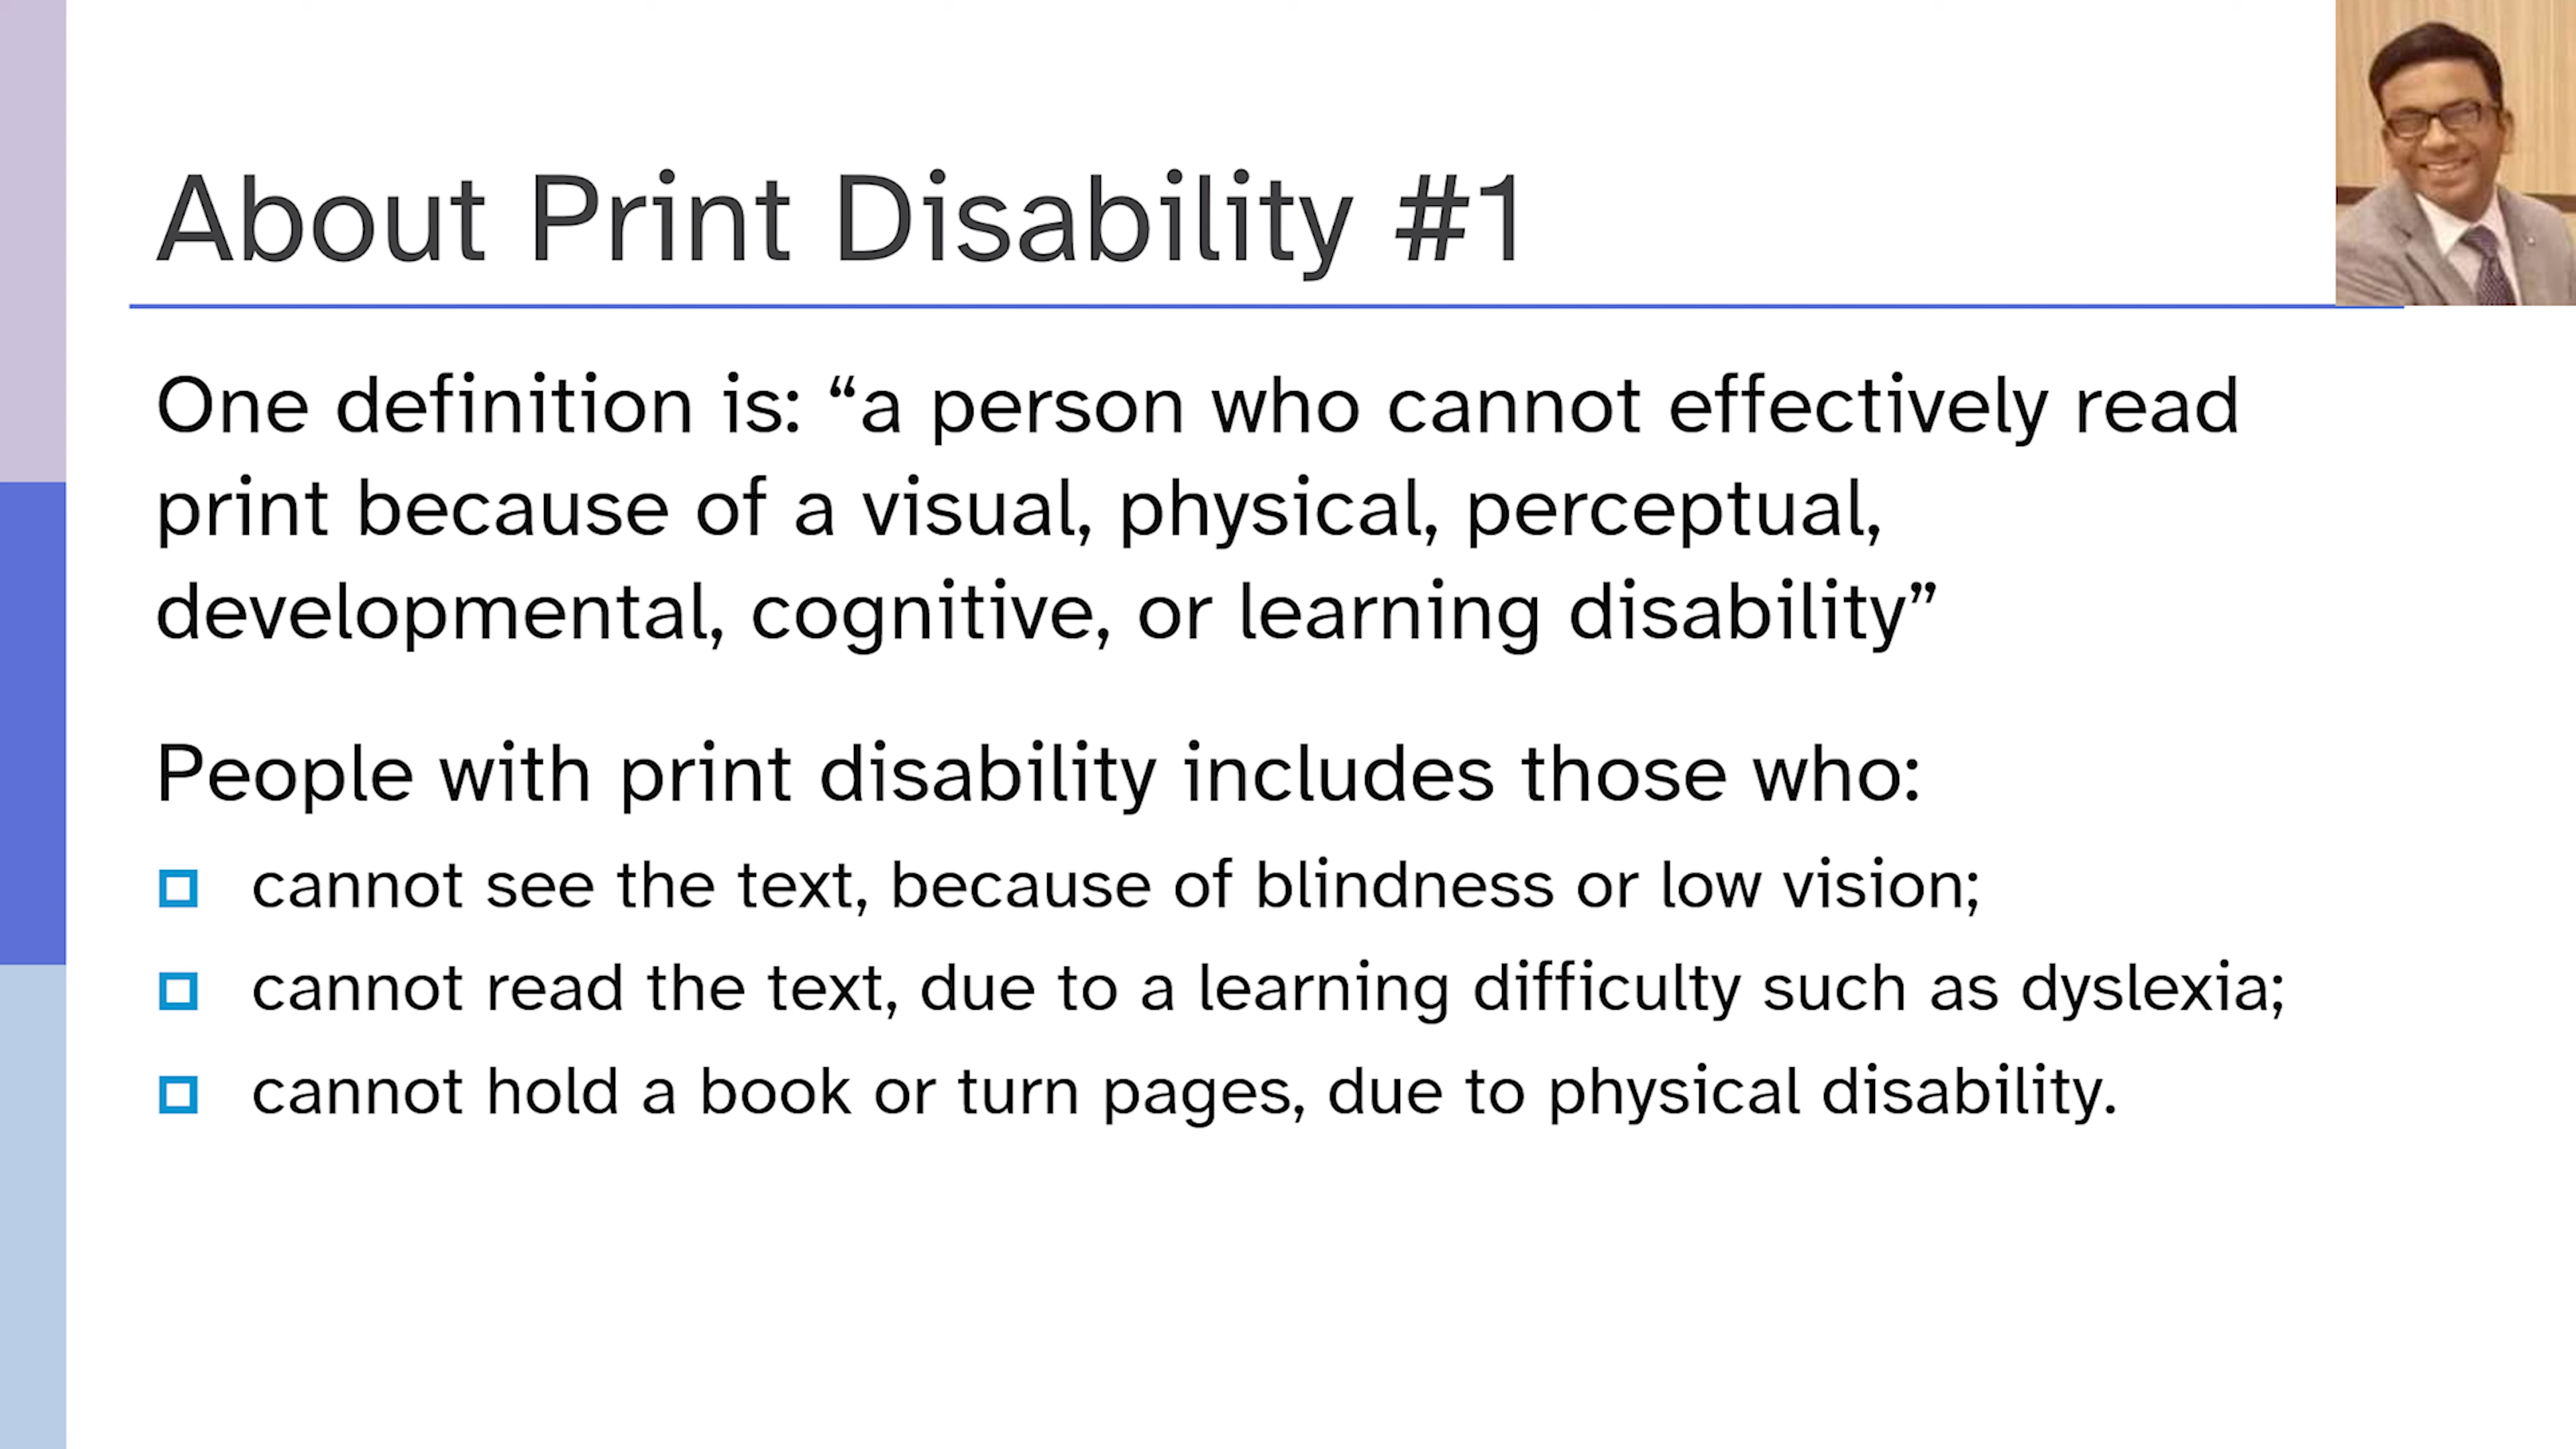 About Print Disability #1
One definition is: “a person who cannot effectively read
print because of a visual, physical, perceptual,
developmental, cognitive, or learning disability”
People with print disability includes those who:
cannot see the text, because of blindness or low vision;
cannot read the text, due to a learning difficulty such as dyslexia;
cannot hold a book or turn pages, due to physical disability.